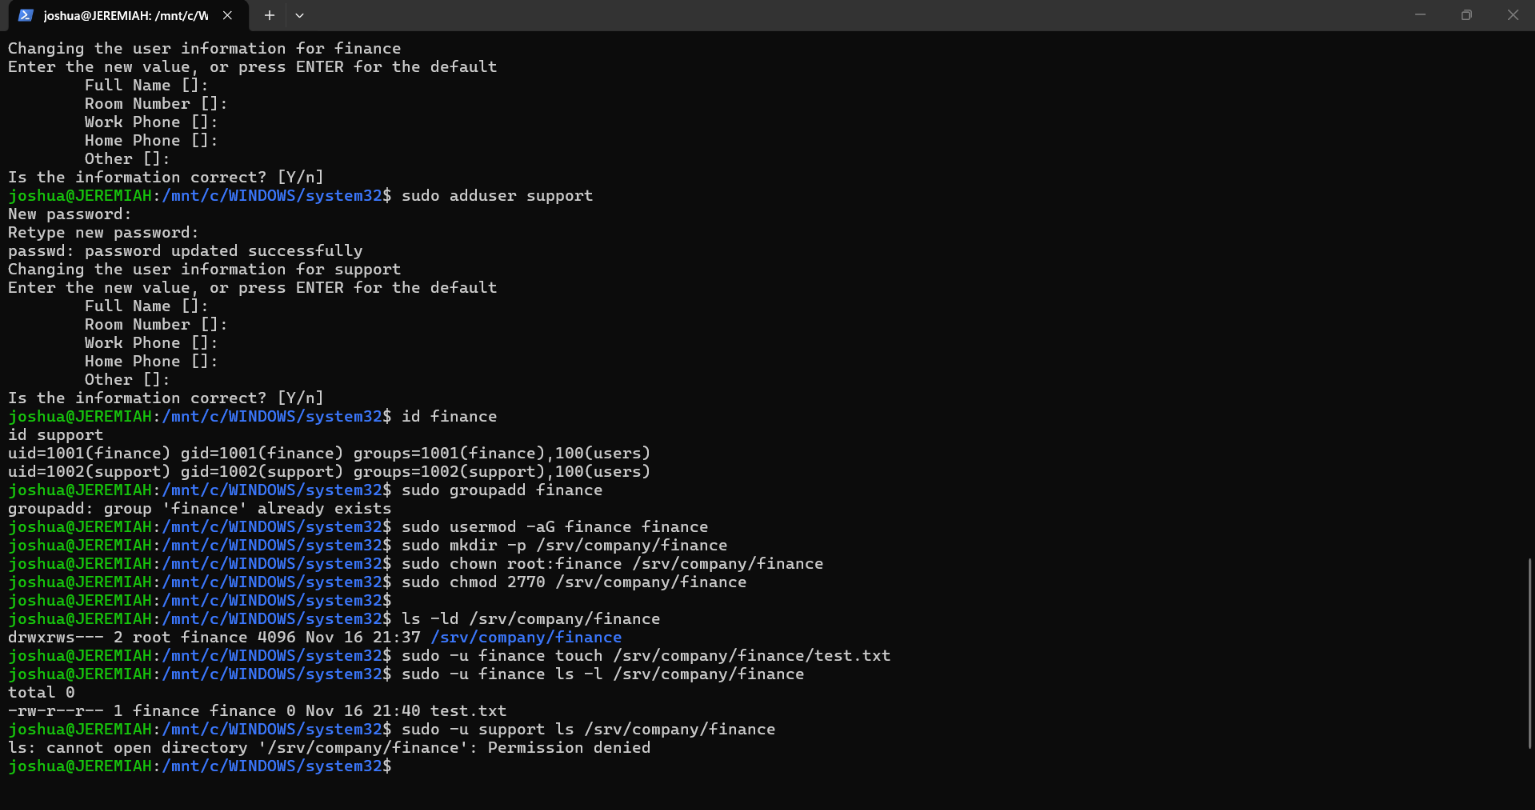 joshua@JEREMIAH: /mnt/c/W
Changing the user information for finance
Enter the new value, or press ENTER for the default
        Full Name []:
        Room Number []:
        Work Phone []:
        Home Phone []:
        Other []:
Is the information correct? [Y/n]
joshua@JEREMIAH:/mnt/c/WINDOWS/system32$ sudo adduser support
New password:
Retype new password:
passwd: password updated successfully
Changing the user information for support
Enter the new value, or press ENTER for the default
        Full Name []:
        Room Number []:
        Work Phone []:
        Home Phone []:
        Other []:
Is the information correct? [Y/n]
joshua@JEREMIAH:/mnt/c/WINDOWS/system32$ id finance
id support
uid=1001(finance) gid=1001(finance) groups=1001(finance),100(users)
uid=1002(support) gid=1002(support) groups=1002(support),100(users)
joshua@JEREMIAH:/mnt/c/WINDOWS/system32$ sudo groupadd finance
groupadd: group 'finance' already exists
joshua@JEREMIAH:/mnt/c/WINDOWS/system32$ sudo usermod -aG finance finance
joshua@JEREMIAH:/mnt/c/WINDOWS/system32$ sudo mkdir -p /srv/company/finance
joshua@JEREMIAH:/mnt/c/WINDOWS/system32$ sudo chown root:finance /srv/company/finance
joshua@JEREMIAH:/mnt/c/WINDOWS/system32$ sudo chmod 2770 /srv/company/finance
joshua@JEREMIAH:/mnt/c/WINDOWS/system32$
joshua@JEREMIAH:/mnt/c/WINDOWS/system32$ ls -ld /srv/company/finance
drwxrws--- 2 root finance 4096 Nov 16 21:37 /srv/company/finance
joshua@JEREMIAH:/mnt/c/WINDOWS/system32$ sudo -u finance touch /srv/company/finance/test.txt
joshua@JEREMIAH:/mnt/c/WINDOWS/system32$ sudo -u finance ls -l /srv/company/finance
total 0
-rw-r--r-- 1 finance finance 0 Nov 16 21:40 test.txt
joshua@JEREMIAH:/mnt/c/WINDOWS/system32$ sudo -u support ls /srv/company/finance
ls: cannot open directory '/srv/company/finance': Permission denied
joshua@JEREMIAH:/mnt/c/WINDOWS/system32$